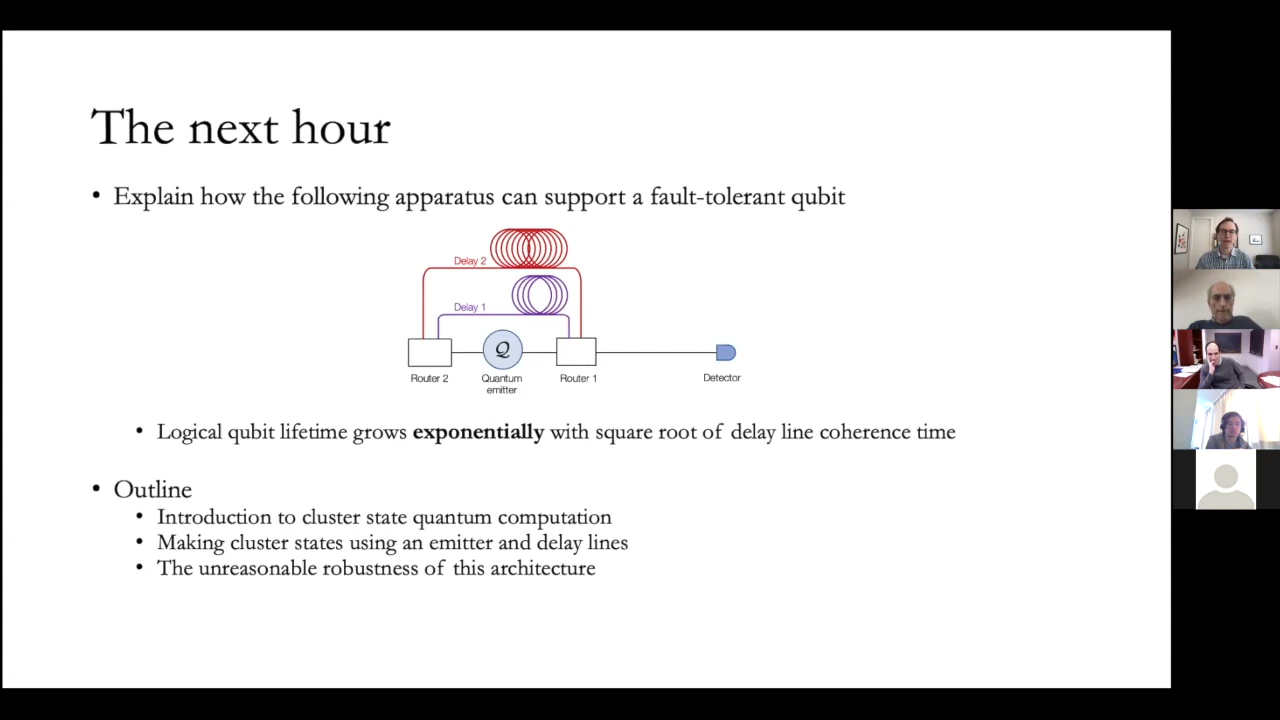 The next hour
• Explain how the following apparatus can support a fault-tolerant qubit
Delay 2
Delay 1
Q
Router 2
Quantum
emitter
Router 1
Detector
• Logical qubit lifetime grows exponentially with square root of delay line coherence time
• Outline
• Introduction to cluster state quantum computation
• Making cluster states using an emitter and delay lines
• The unreasonable robustness of this architecture